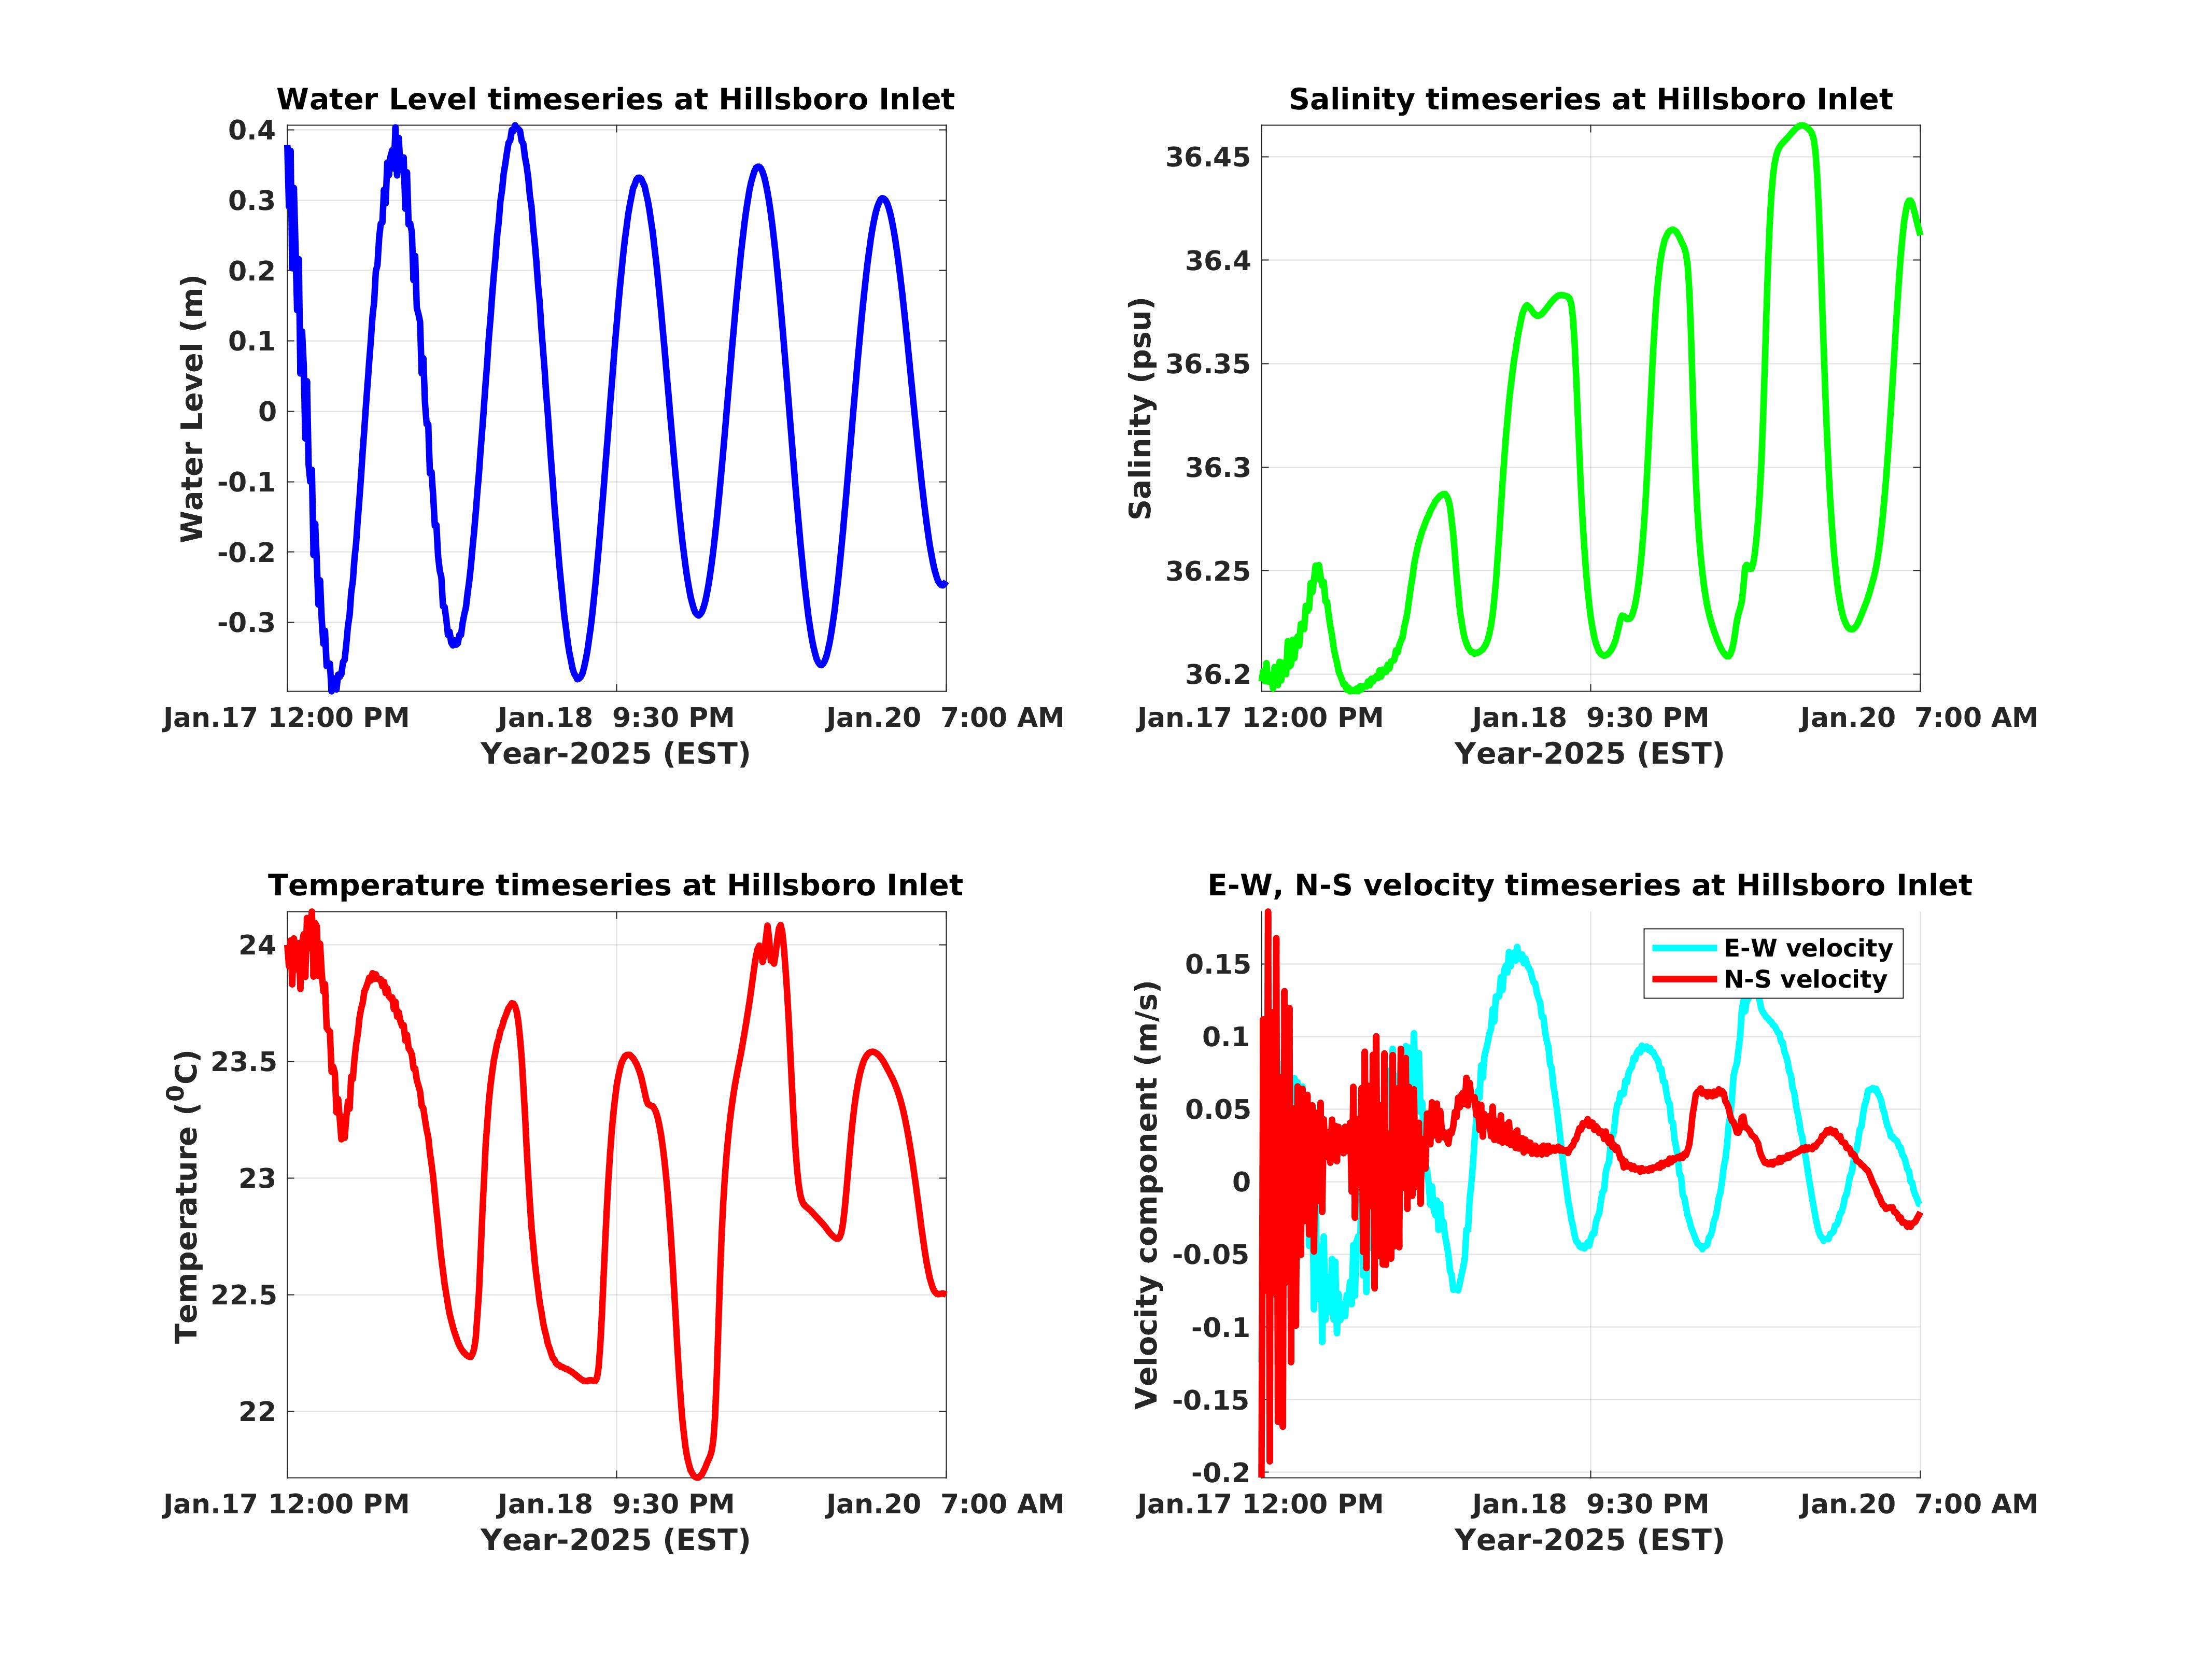 Water Level timeseries at Hillsboro Inlet
0.4
0.3
0.2
0.1
0
-0.1
-0.2
-0.3
Water Level (m)
Jan.17 12:00 PM
Jan.18 9:30 PM
Jan.20 7:00 AM
Year-2025 (EST)
Salinity timeseries at Hillsboro Inlet
36.45
36.4
36.35
36.3
36.25
36.2
Salinity (psu)
Jan.17 12:00 PM
Jan.18 9:30 PM
Jan.20 7:00 AM
Year-2025 (EST)
Temperature timeseries at Hillsboro Inlet
24
23.5
23
22.5
22
Temperature (⁰C)
Jan.17 12:00 PM
Jan.18 9:30 PM
Jan.20 7:00 AM
Year-2025 (EST)
E-W, N-S velocity timeseries at Hillsboro Inlet
E-W velocity
N-S velocity
0.15
0.1
0.05
0
-0.05
-0.1
-0.15
-0.2
Velocity component (m/s)
Jan.17 12:00 PM
Jan.18 9:30 PM
Jan.20 7:00 AM
Year-2025 (EST)